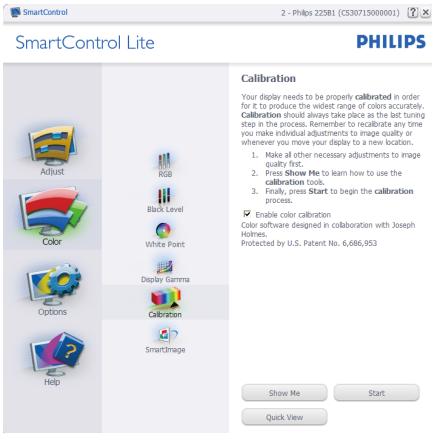 SmartControl
2 - Philips 225B1 (CS30715000001)
SmartControl Lite
PHILIPS
Adjust
Color
Options
Help
RGB
Black Level
White Point
Display Gamma
Calibration
SmartImage
Calibration
Your display needs to be properly calibrated in order
for it to produce the widest range of colors accurately.
Calibration should always take place as the last tuning
step in the process. Remember to recalibrate any time
you make individual adjustments to image quality or
whenever you move your display to a new location.
1. Make all other necessary adjustments to image
quality first.
2. Press Show Me to learn how to use the
calibration tools.
3. Finally, press Start to begin the calibration
process.
Enable color calibration
Color software designed in collaboration with Joseph
Holmes.
Protected by U.S. Patent No. 6,686,953
Show Me
Start
Quick View